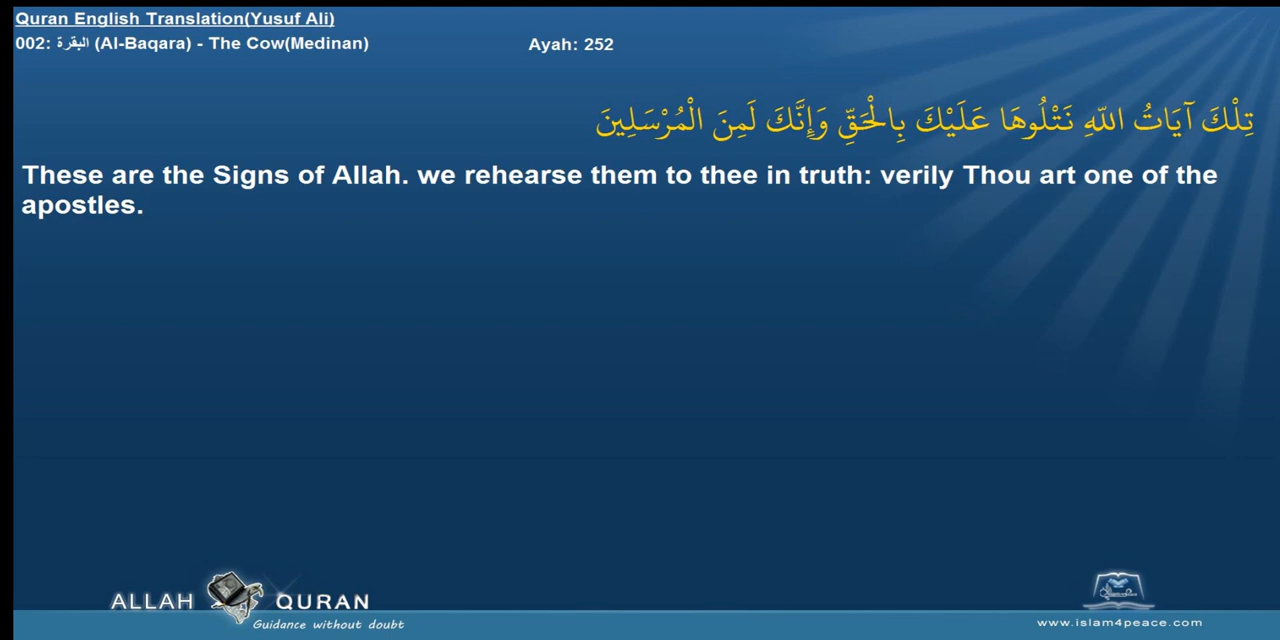 Quran English Translation(Yusuf Ali)
002: البقرة (Al-Baqara) - The Cow(Medinan) Ayah: 252
تِلْكَ آيَاتُ اللّهِ نَتْلُوهَا عَلَيْكَ بِالْحَقِّ وَإِنَّكَ لَمِنَ الْمُرْسَلِينَ
These are the Signs of Allah. we rehearse them to thee in truth: verily Thou art one of the
apostles.
ALLAH QURAN
Guidance without doubt
www.islam4peace.com